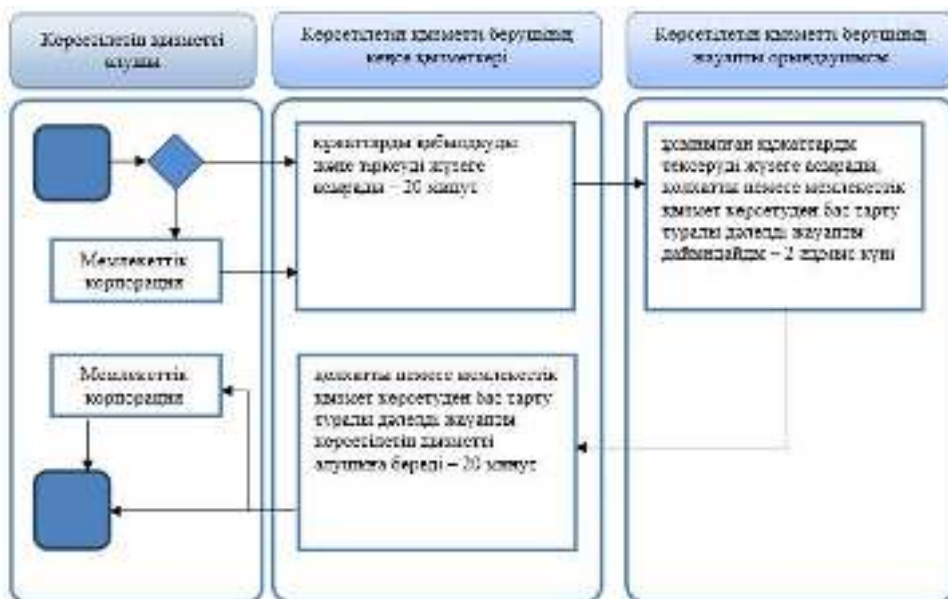 Көрсетілетін қызметті
алушы
Көрсетілетін қызметті берушінің
кеңсе қызметкері
Көрсетілетін қызметті берушінің
жауапты орындаушысы
құжаттарды қабылдауды
және тіркеуді жүзеге
асырады – 20 минут
ұсынылған құжаттарды
тексеруді жүзеге асырады,
қолхатты немесе мемлекеттік
қызмет көрсетуден бас тарту
туралы дәлелді жауапты
дайындайды – 2 жұмыс күні
Мемлекеттік
корпорация
Мемлекеттік
корпорация
қолхатты немесе мемлекеттік
қызмет көрсетуден бас тарту
туралы дәлелді жауапты
көрсетілетін қызметті
алушыға береді – 20 минут